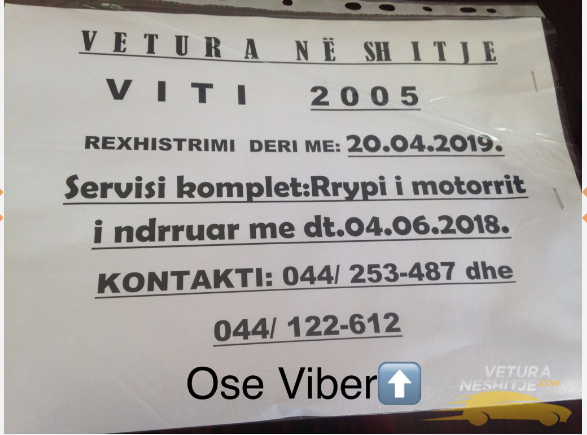 VETURA NË SHITJE
VITI 2005
REXHISTRIMI DERI ME: 20.04.2019.
Servisi komplet:Rrypi i motorrit
i ndrruar me dt.04.06.2018.
KONTAKTI: 044/ 253-487 dhe
044/ 122-612
Ose Viber⬆️
VETURA
NESHITJE.COM